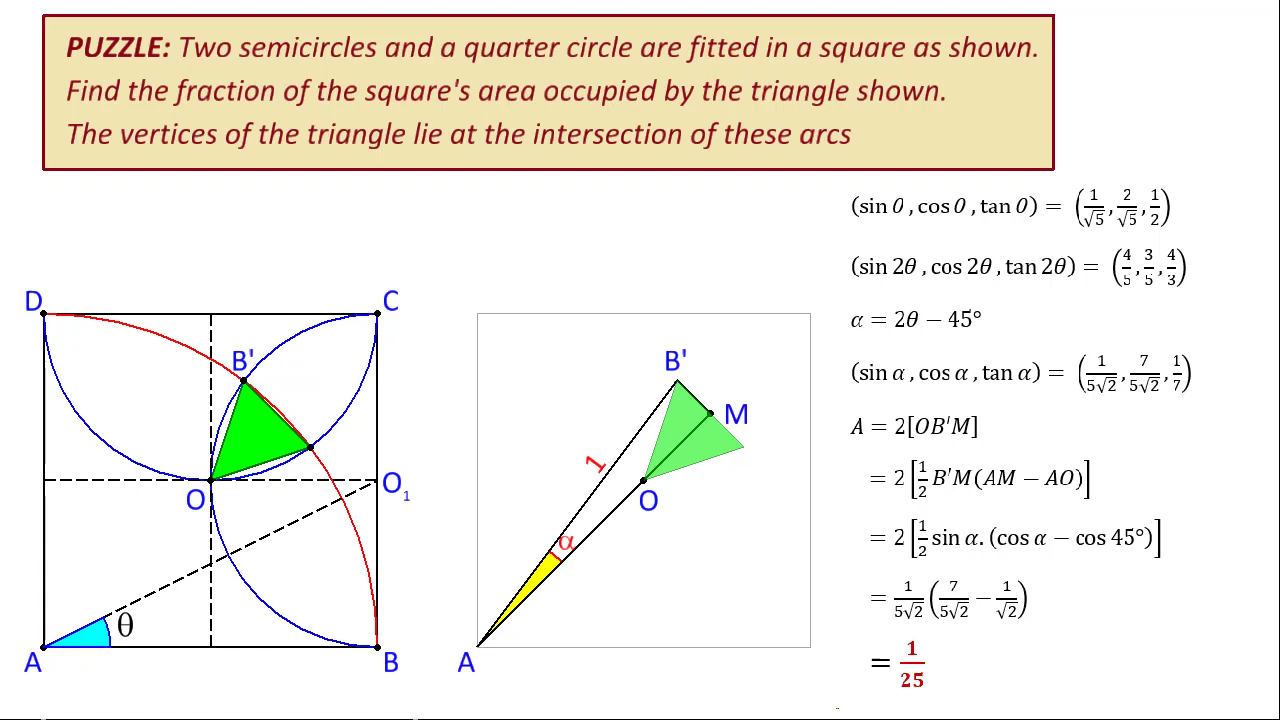 PUZZLE: Two semicircles and a quarter circle are fitted in a square as shown.
Find the fraction of the square's area occupied by the triangle shown.
The vertices of the triangle lie at the intersection of these arcs
(sin θ , cos θ , tan θ) = (1/√5, 2/√5, 1/2)
(sin 2θ , cos 2θ , tan 2θ) = (4/5, 3/5, 4/3)
α = 2θ − 45°
(sin α , cos α , tan α) = (1/5√2, 7/5√2, 1/7)
A = 2[OB'M]
= 2 [1/2 B'M(AM − AO)]
= 2 [1/2 sin α. (cos α − cos 45°)]
= 1/5√2 (7/5√2 − 1/√2)
= 1/25
D
C
B'
O
O₁
θ
A
B
B'
M
1
O
α
A